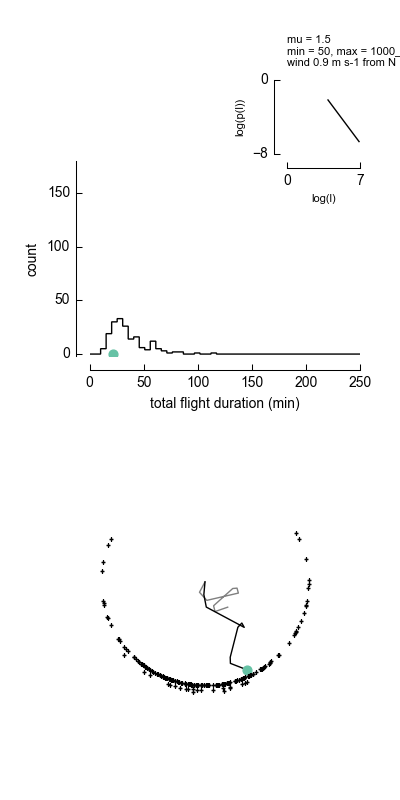 mu = 1.5
min = 50, max = 1000_
wind 0.9 m s-1 from N
0
log(p(l))
−8
0
7
log(l)
150
100
50
0
count
0
50
100
150
200
250
total flight duration (min)